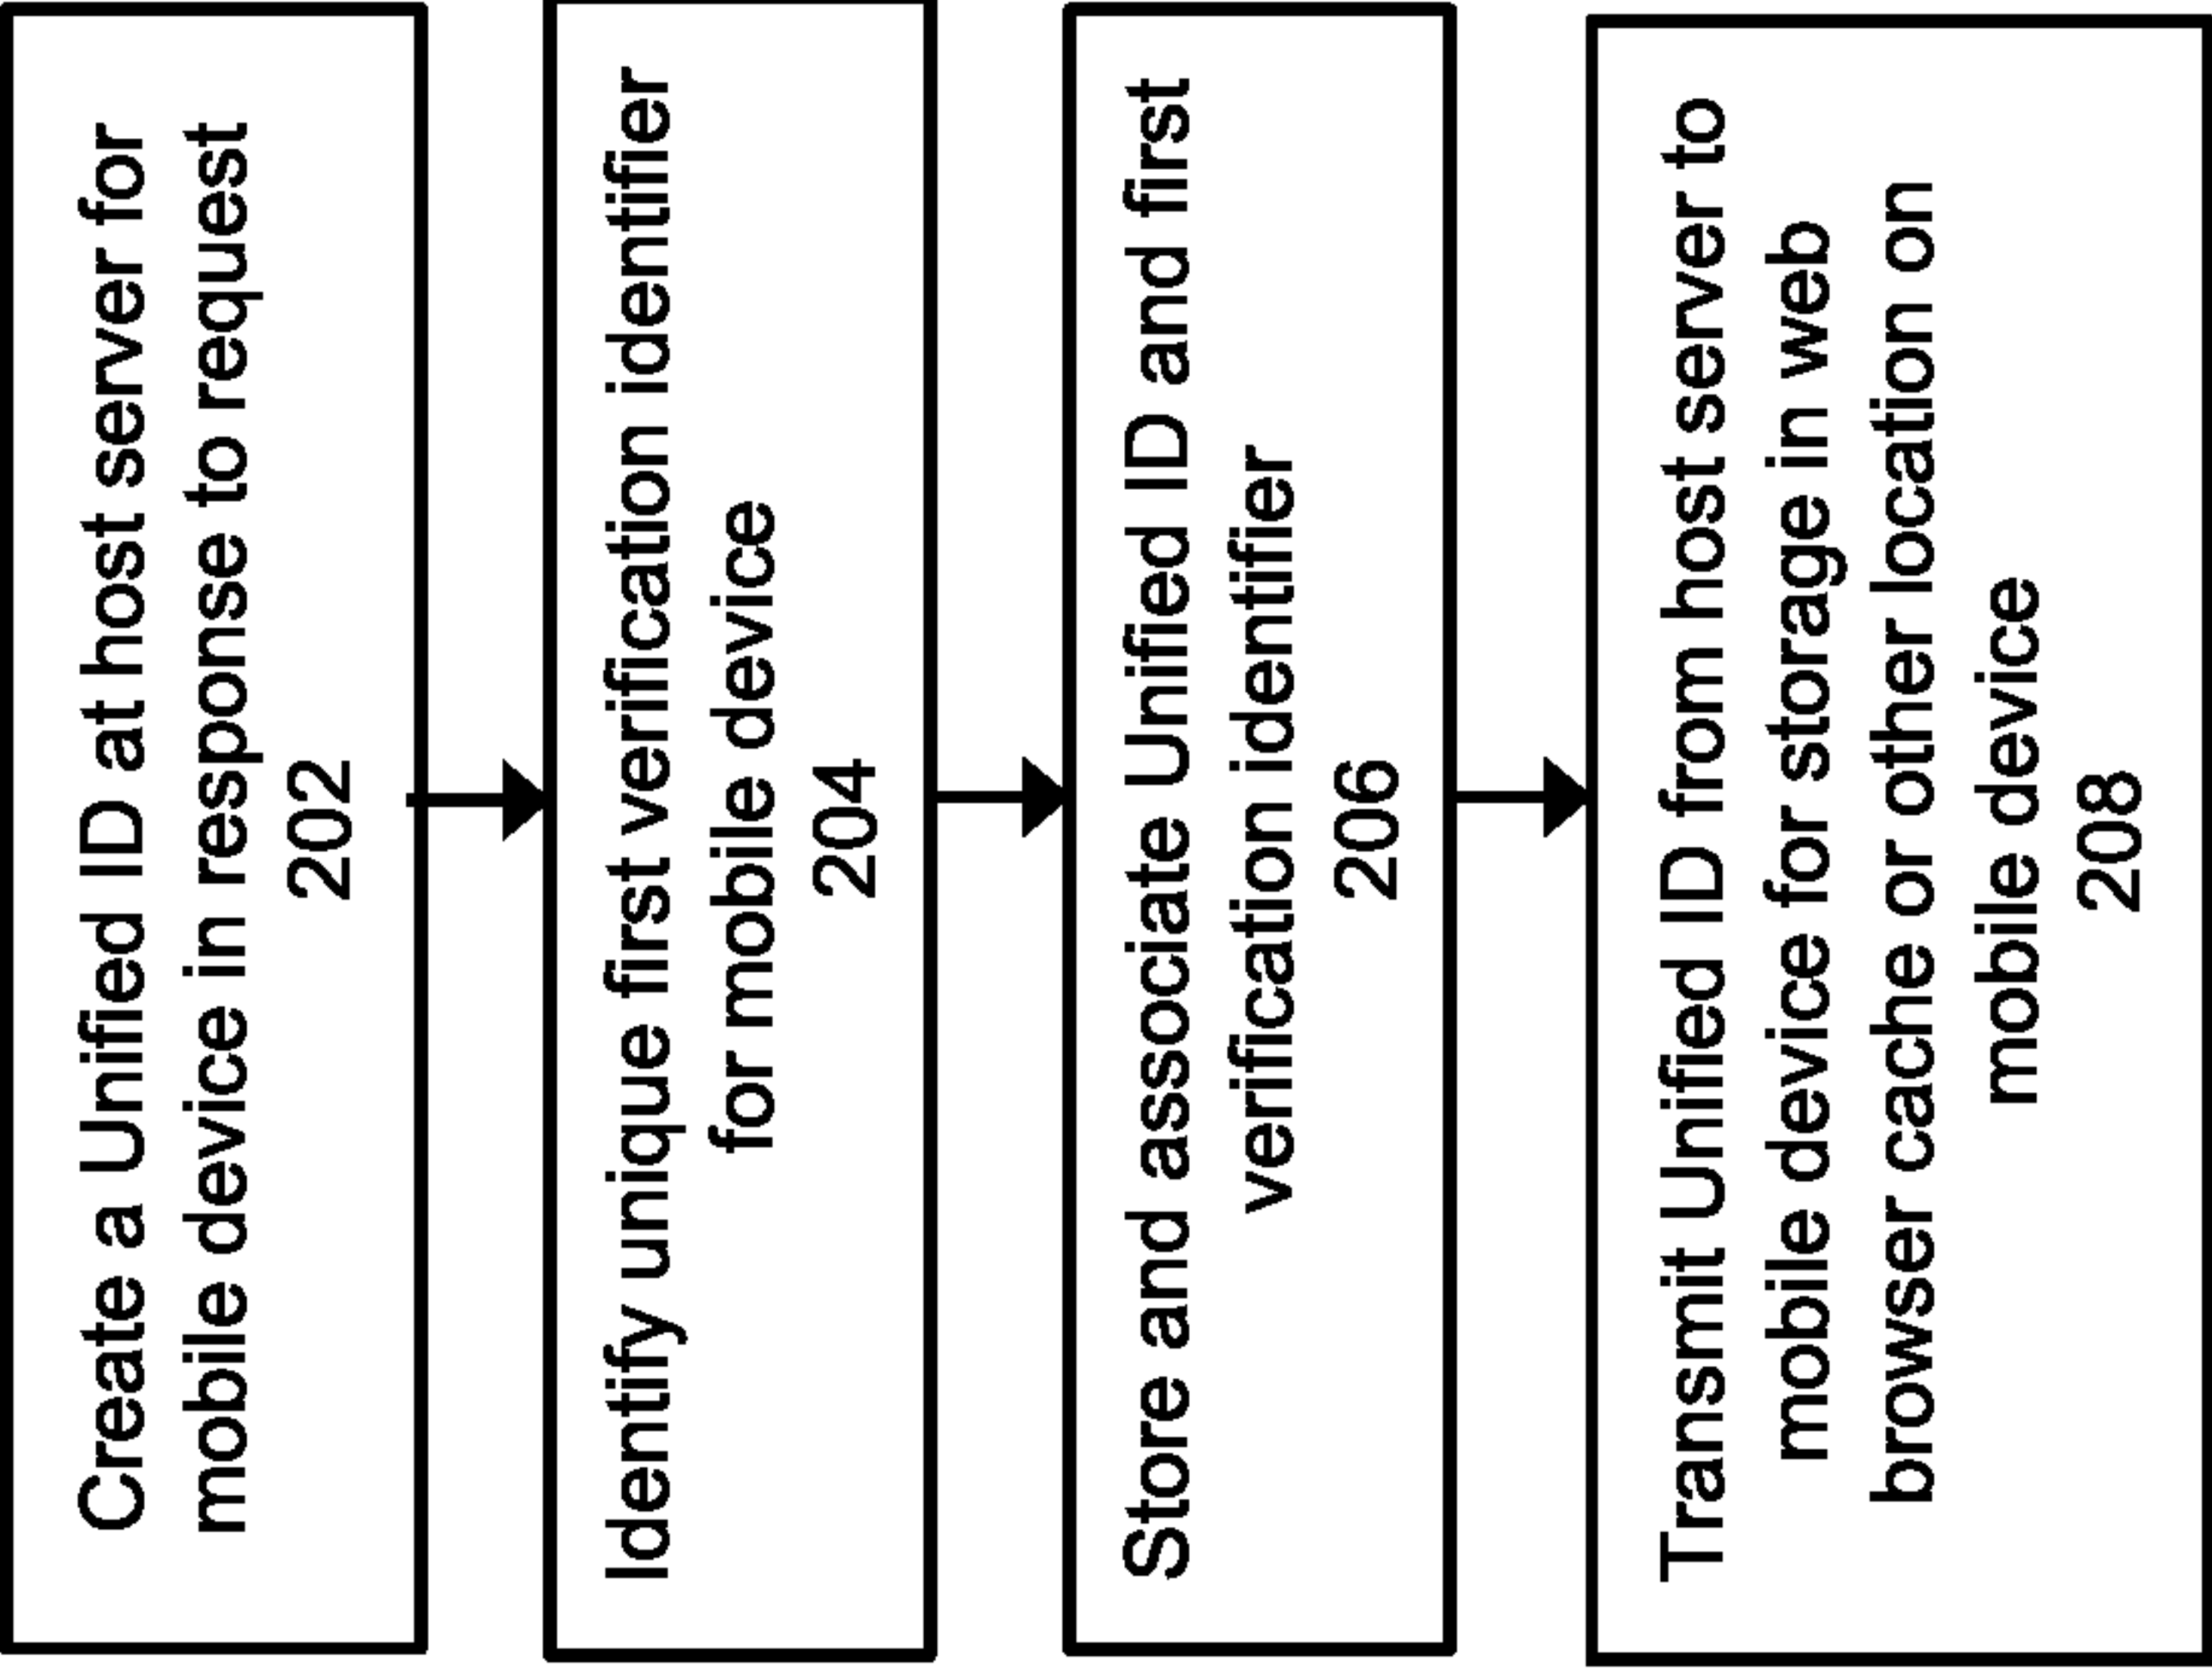 Create a Unified ID at host server for
mobile device in response to request
202
Identify unique first verification identifier
for mobile device
204
Store and associate Unified ID and first
verification identifier
206
Transmit Unified ID from host server to
mobile device for storage in web
browser cache or other location on
mobile device
208